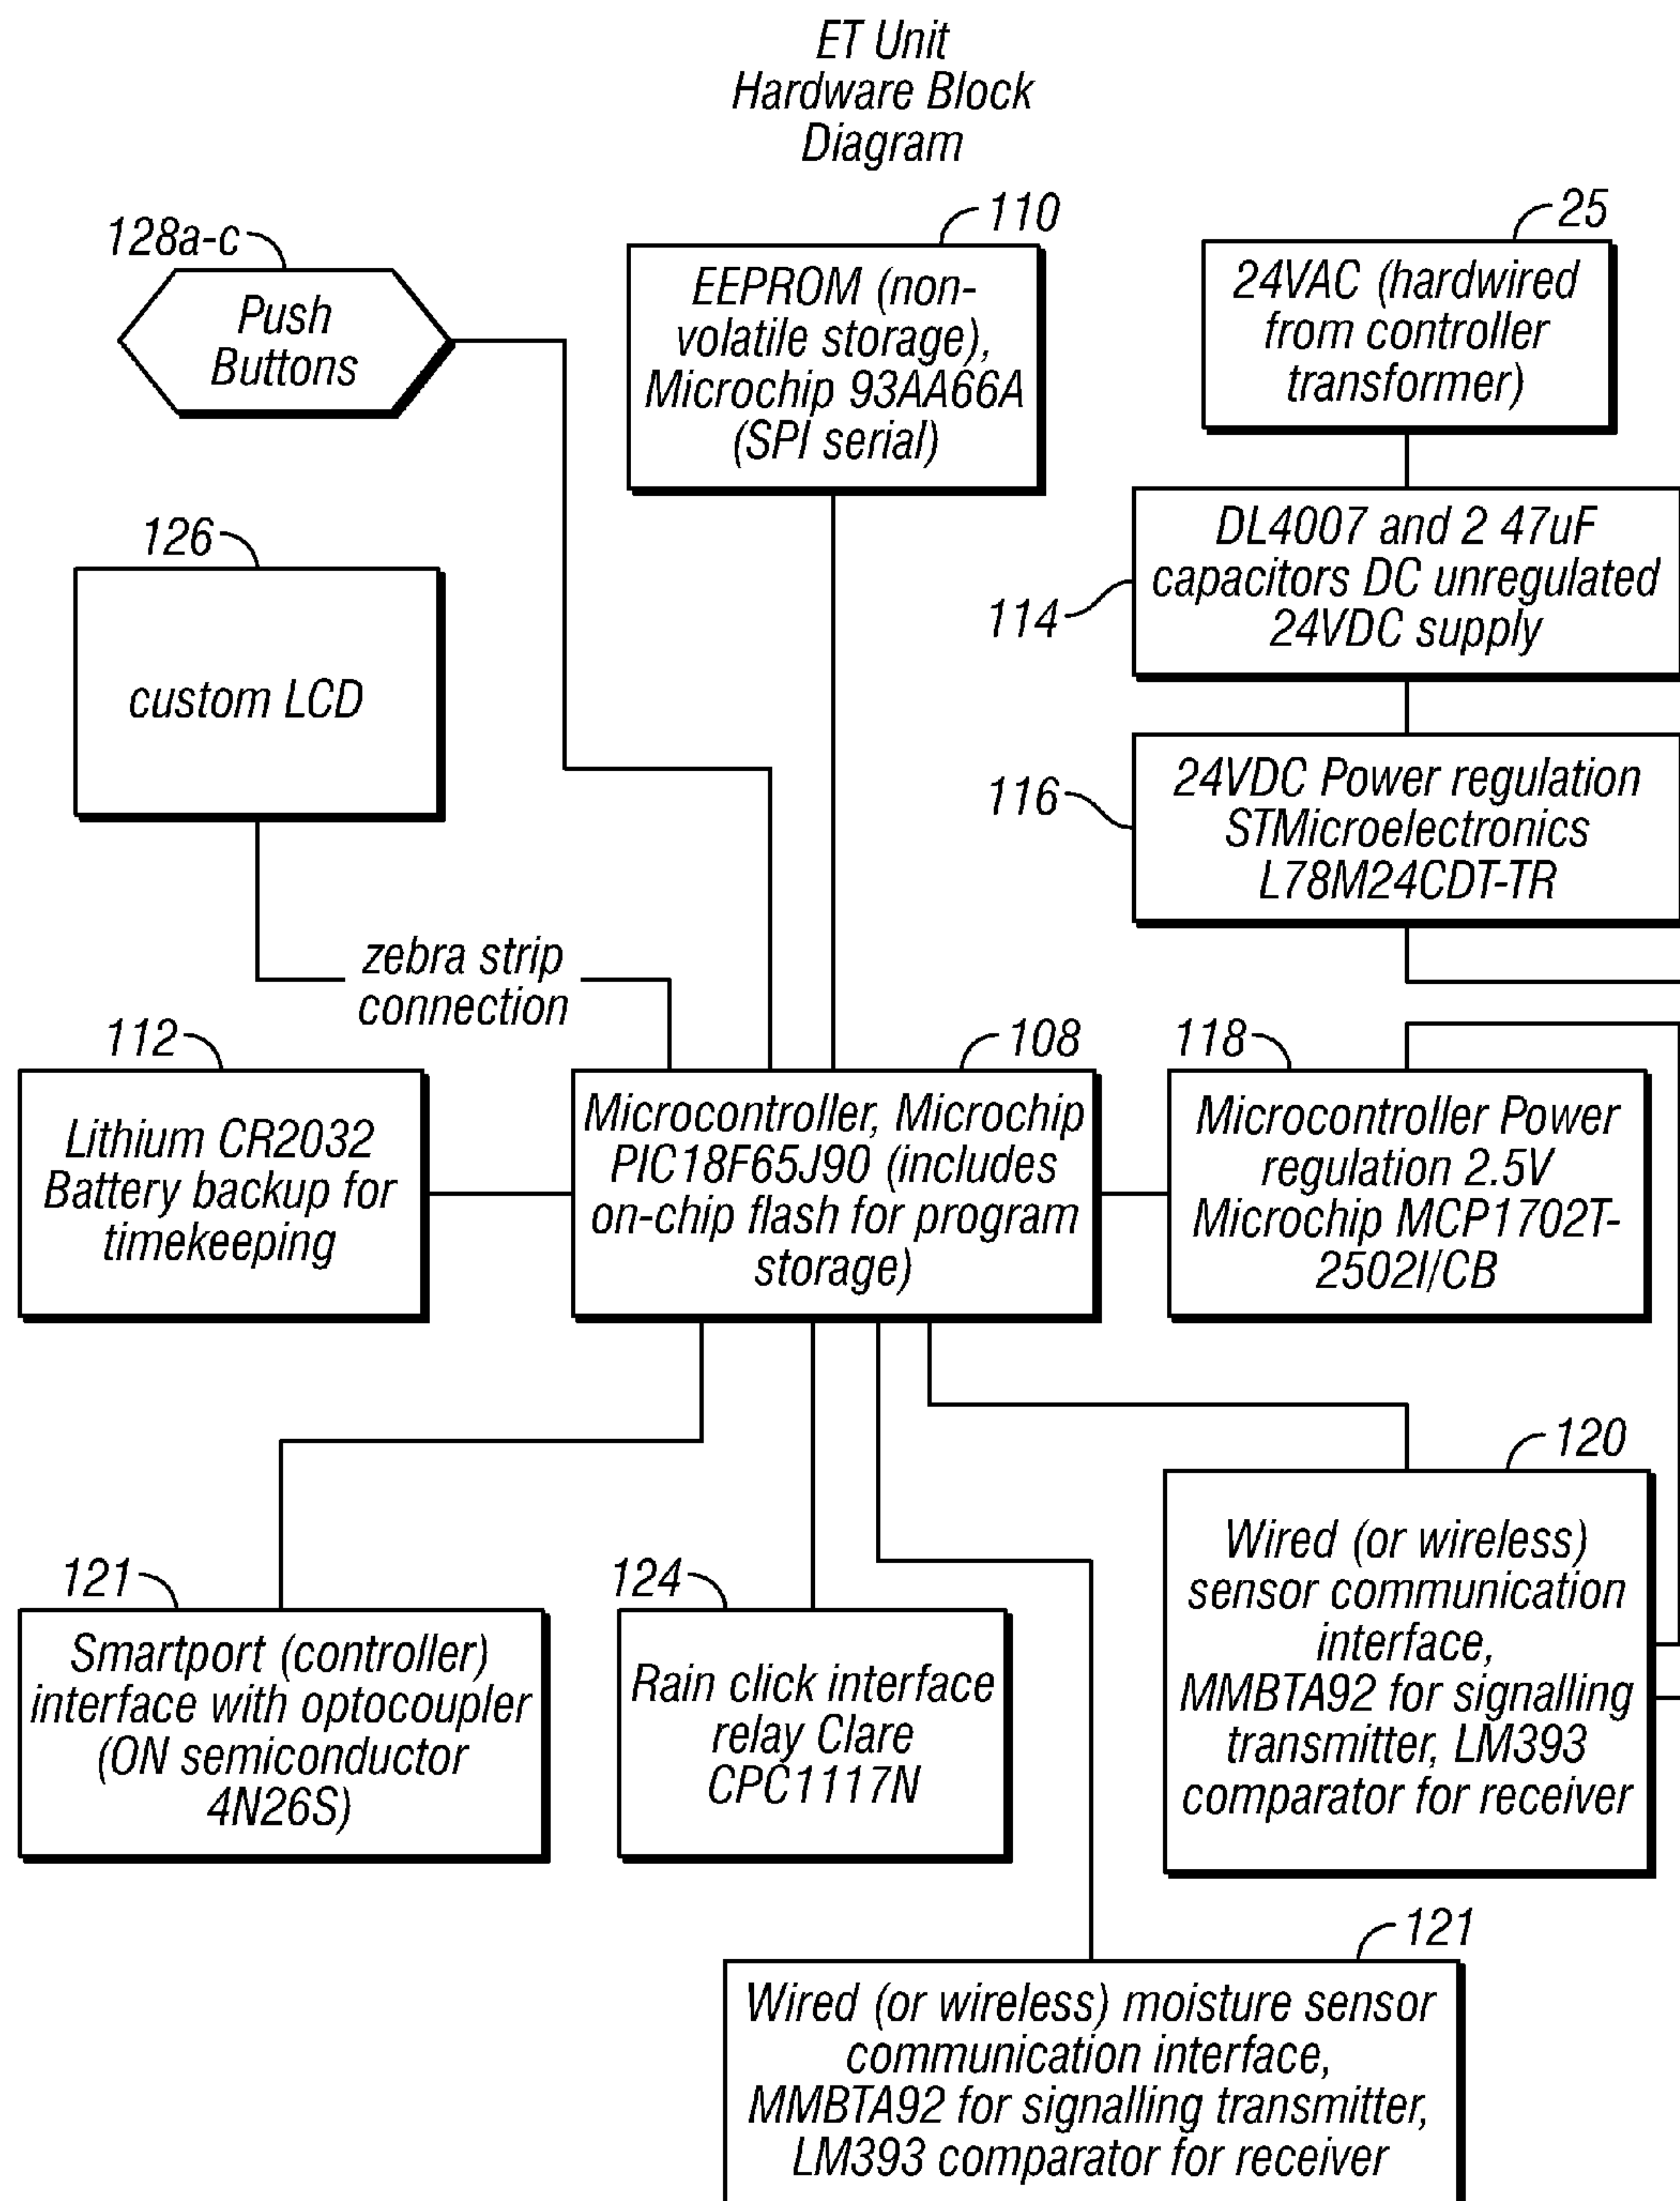 ET Unit
Hardware Block
Diagram
128a-c
Push
Buttons
110
EEPROM (non-
volatile storage),
Microchip 93AA66A
(SPI serial)
25
24VAC (hardwired
from controller
transformer)
126
custom LCD
114
DL4007 and 2 47uF
capacitors DC unregulated
24VDC supply
116
24VDC Power regulation
STMicroelectronics
L78M24CDT-TR
zebra strip
connection
112
Lithium CR2032
Battery backup for
timekeeping
108
Microcontroller, Microchip
PIC18F65J90 (includes
on-chip flash for program
storage)
118
Microcontroller Power
regulation 2.5V
Microchip MCP1702T-
2502I/CB
121
Smartport (controller)
interface with optocoupler
(ON semiconductor
4N26S)
124
Rain click interface
relay Clare
CPC1117N
120
Wired (or wireless)
sensor communication
interface,
MMBTA92 for signalling
transmitter, LM393
comparator for receiver
121
Wired (or wireless) moisture sensor
communication interface,
MMBTA92 for signalling transmitter,
LM393 comparator for receiver